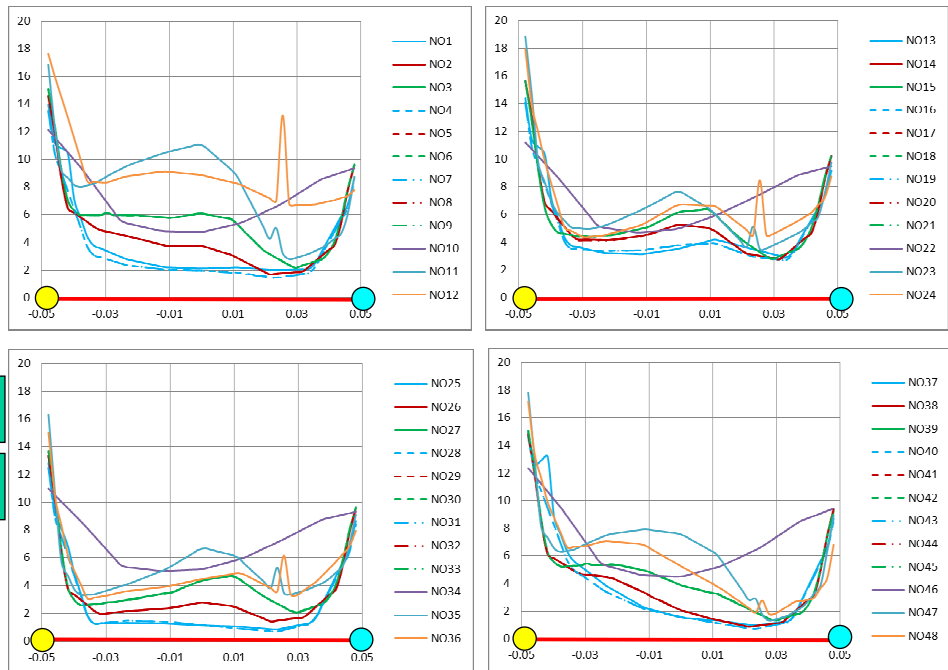 20
18
16
14
12
10
8
6
4
2
0
-0.05 -0.03 -0.01 0.01 0.03 0.05
NO1
NO2
NO3
NO4
NO5
NO6
NO7
NO8
NO9
NO10
NO11
NO12
20
18
16
14
12
10
8
6
4
2
0
-0.05 -0.03 -0.01 0.01 0.03 0.05
NO13
NO14
NO15
NO16
NO17
NO18
NO19
NO20
NO21
NO22
NO23
NO24
20
18
16
14
12
10
8
6
4
2
0
-0.05 -0.03 -0.01 0.01 0.03 0.05
NO25
NO26
NO27
NO28
NO29
NO30
NO31
NO32
NO33
NO34
NO35
NO36
20
18
16
14
12
10
8
6
4
2
0
-0.05 -0.03 -0.01 0.01 0.03 0.05
NO37
NO38
NO39
NO40
NO41
NO42
NO43
NO44
NO45
NO46
NO47
NO48